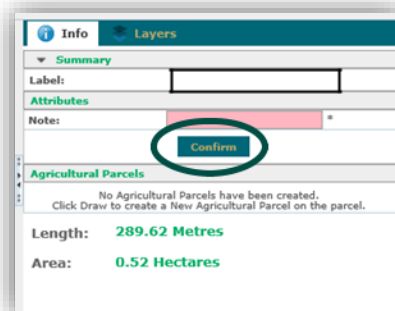 Info Layers
Summary
Label:
Attributes
Note: *
Confirm
Agricultural Parcels
No Agricultural Parcels have been created.
Click Draw to create a New Agricultural Parcel on the parcel.
Length: 289.62 Metres
Area: 0.52 Hectares